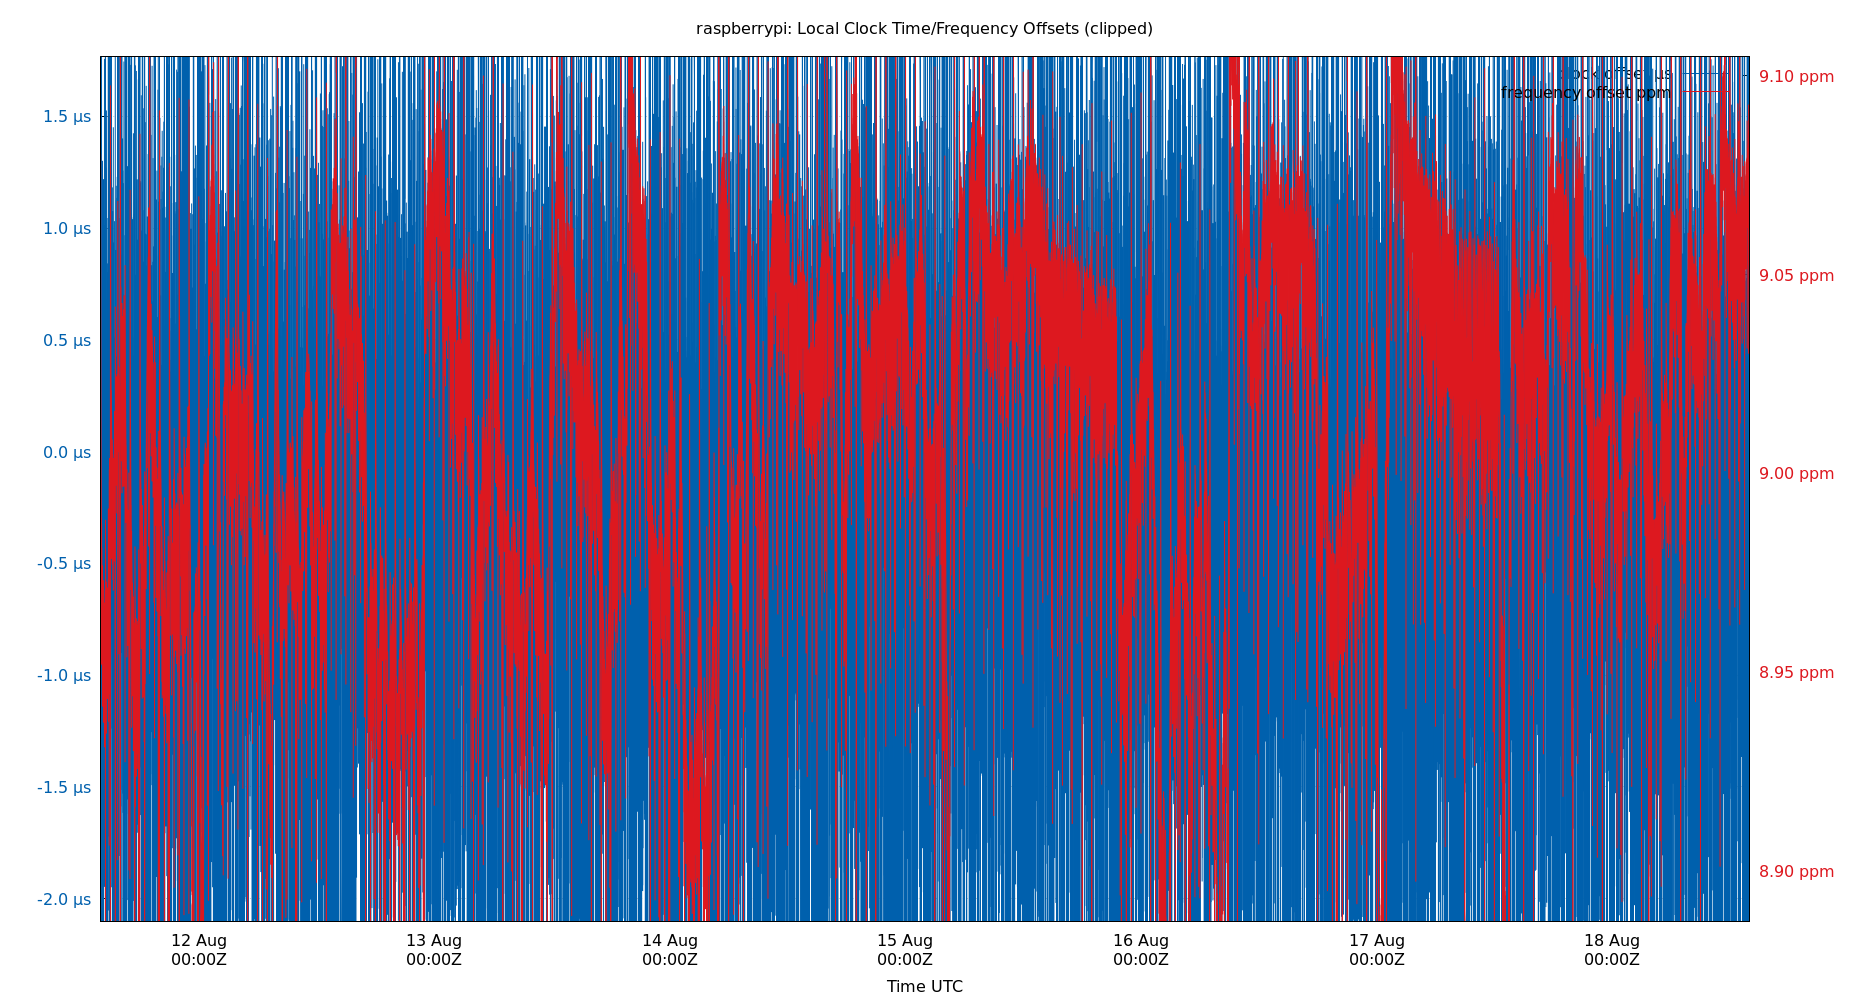 raspberrypi: Local Clock Time/Frequency Offsets (clipped)
clock offset µs
frequency offset ppm
1.5 µs
1.0 µs
0.5 µs
0.0 µs
-0.5 µs
-1.0 µs
-1.5 µs
-2.0 µs
9.10 ppm
9.05 ppm
9.00 ppm
8.95 ppm
8.90 ppm
12 Aug
00:00Z
13 Aug
00:00Z
14 Aug
00:00Z
15 Aug
00:00Z
16 Aug
00:00Z
17 Aug
00:00Z
18 Aug
00:00Z
Time UTC